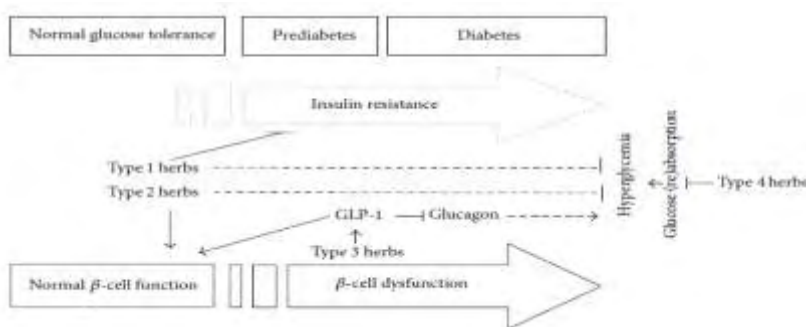 Normal glucose tolerance
Prediabetes
Diabetes
Insulin resistance
Type 1 herbs
Type 2 herbs
GLP-1
Glucagon
Type 3 herbs
Hyperglycemia
Glucose (re)absorption
Type 4 herbs
Normal β-cell function
β-cell dysfunction